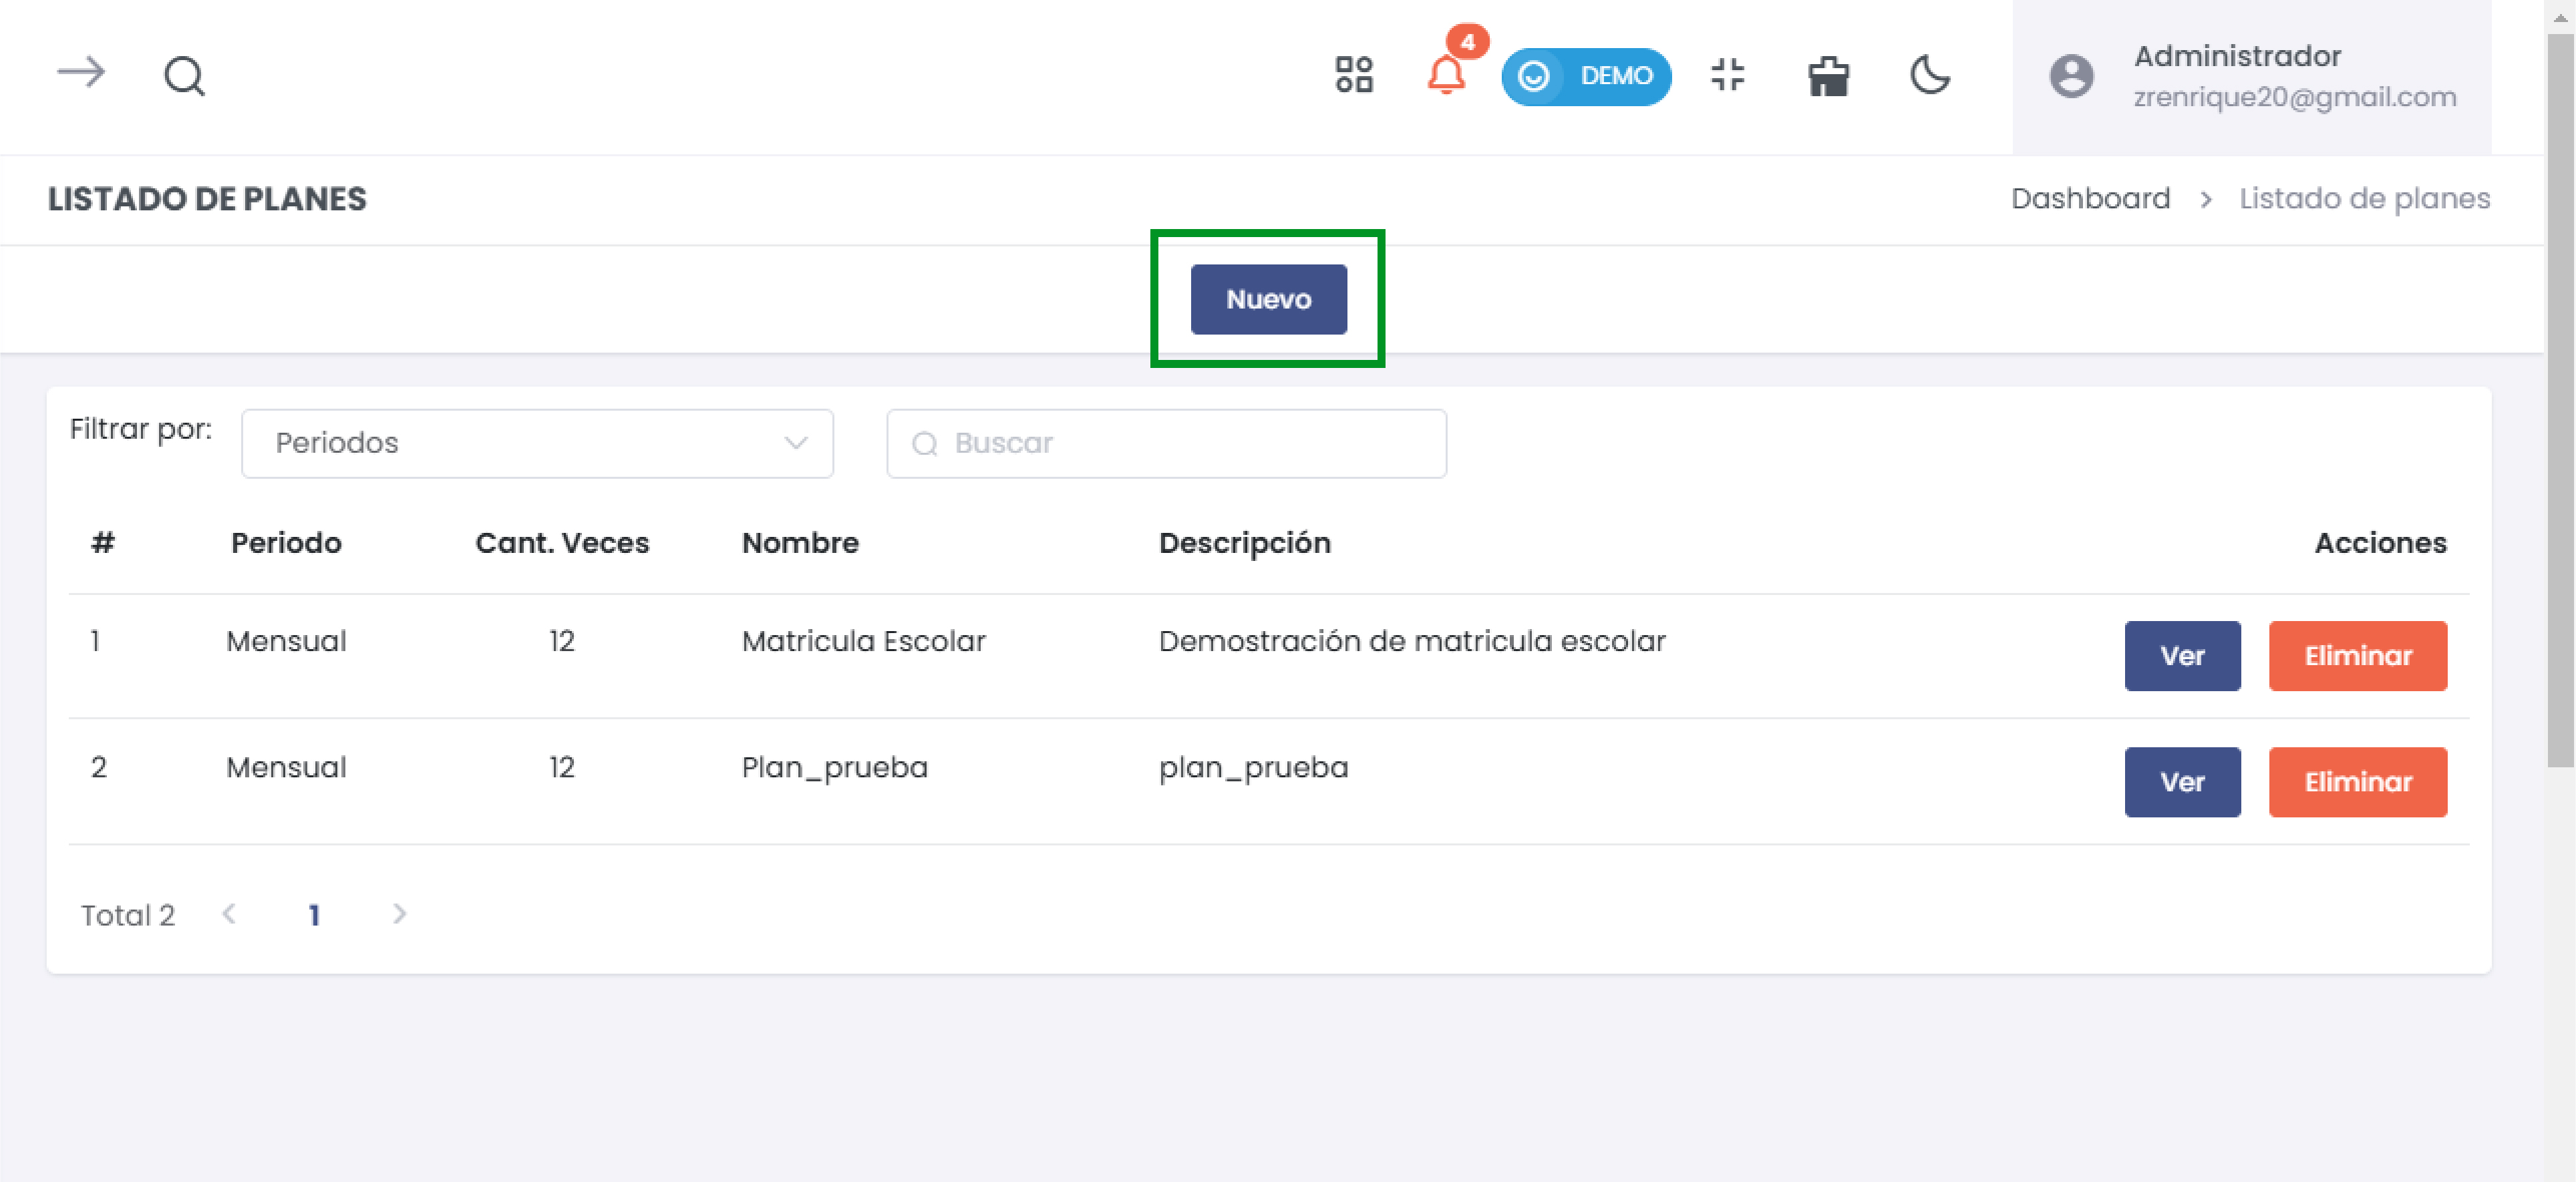 4
DEMO
Administrador
zrenrique20@gmail.com
LISTADO DE PLANES
Dashboard > Listado de planes
Nuevo
Filtrar por: Periodos Buscar
# Periodo Cant. Veces Nombre Descripción Acciones
1 Mensual 12 Matricula Escolar Demostración de matricula escolar Ver Eliminar
2 Mensual 12 Plan_prueba plan_prueba Ver Eliminar
Total 2 < 1 >